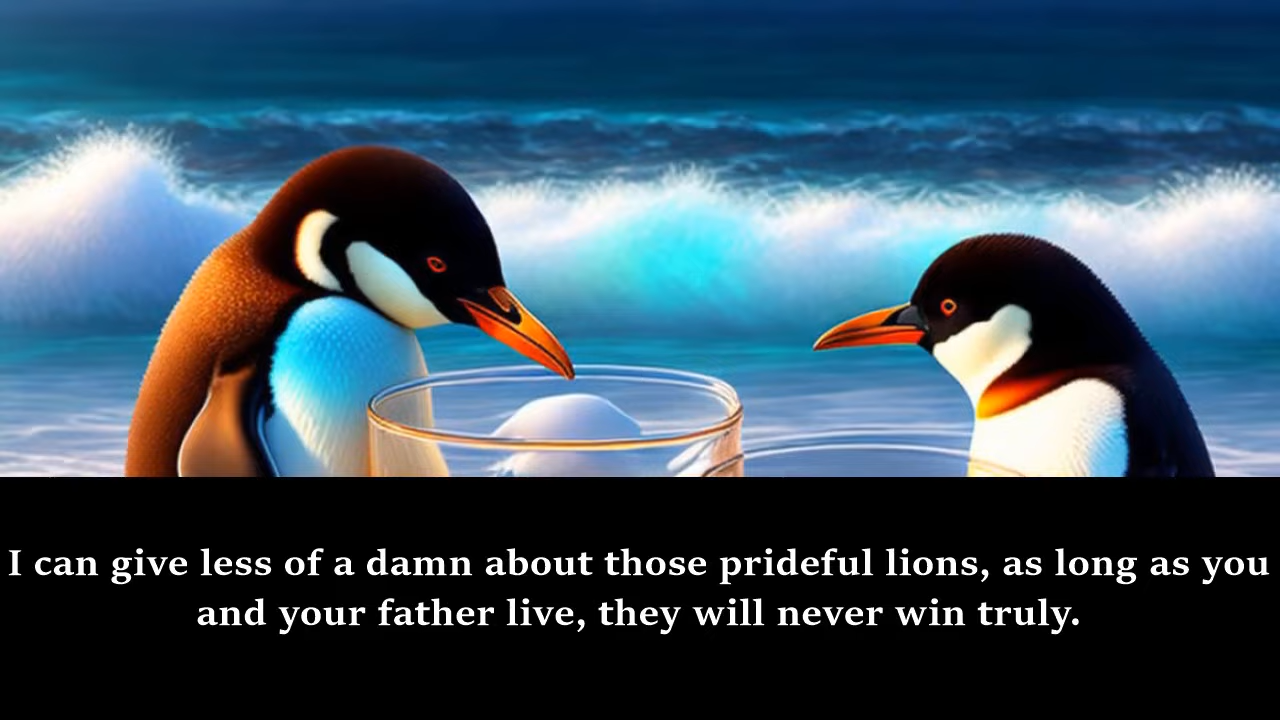 I can give less of a damn about those prideful lions, as long as you
and your father live, they will never win truly.